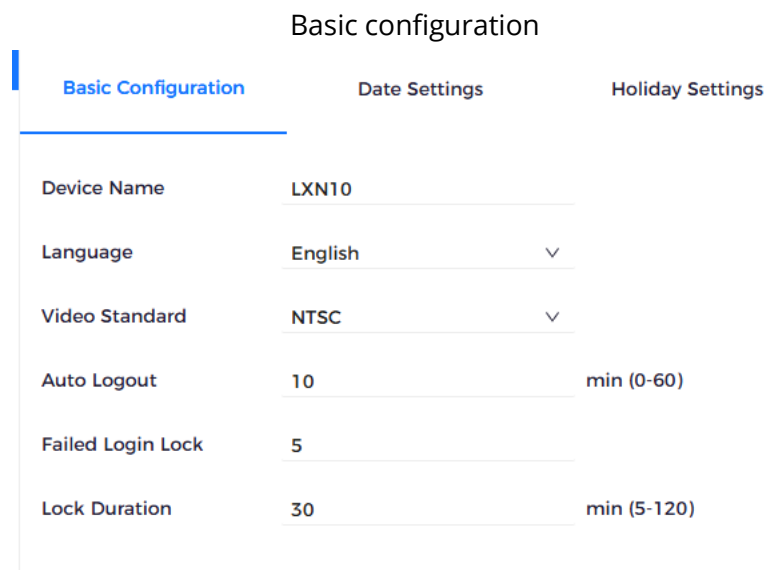 Basic configuration
Basic Configuration Date Settings Holiday Settings
Device Name LXN10
Language English
Video Standard NTSC
Auto Logout 10 min (0-60)
Failed Login Lock 5
Lock Duration 30 min (5-120)